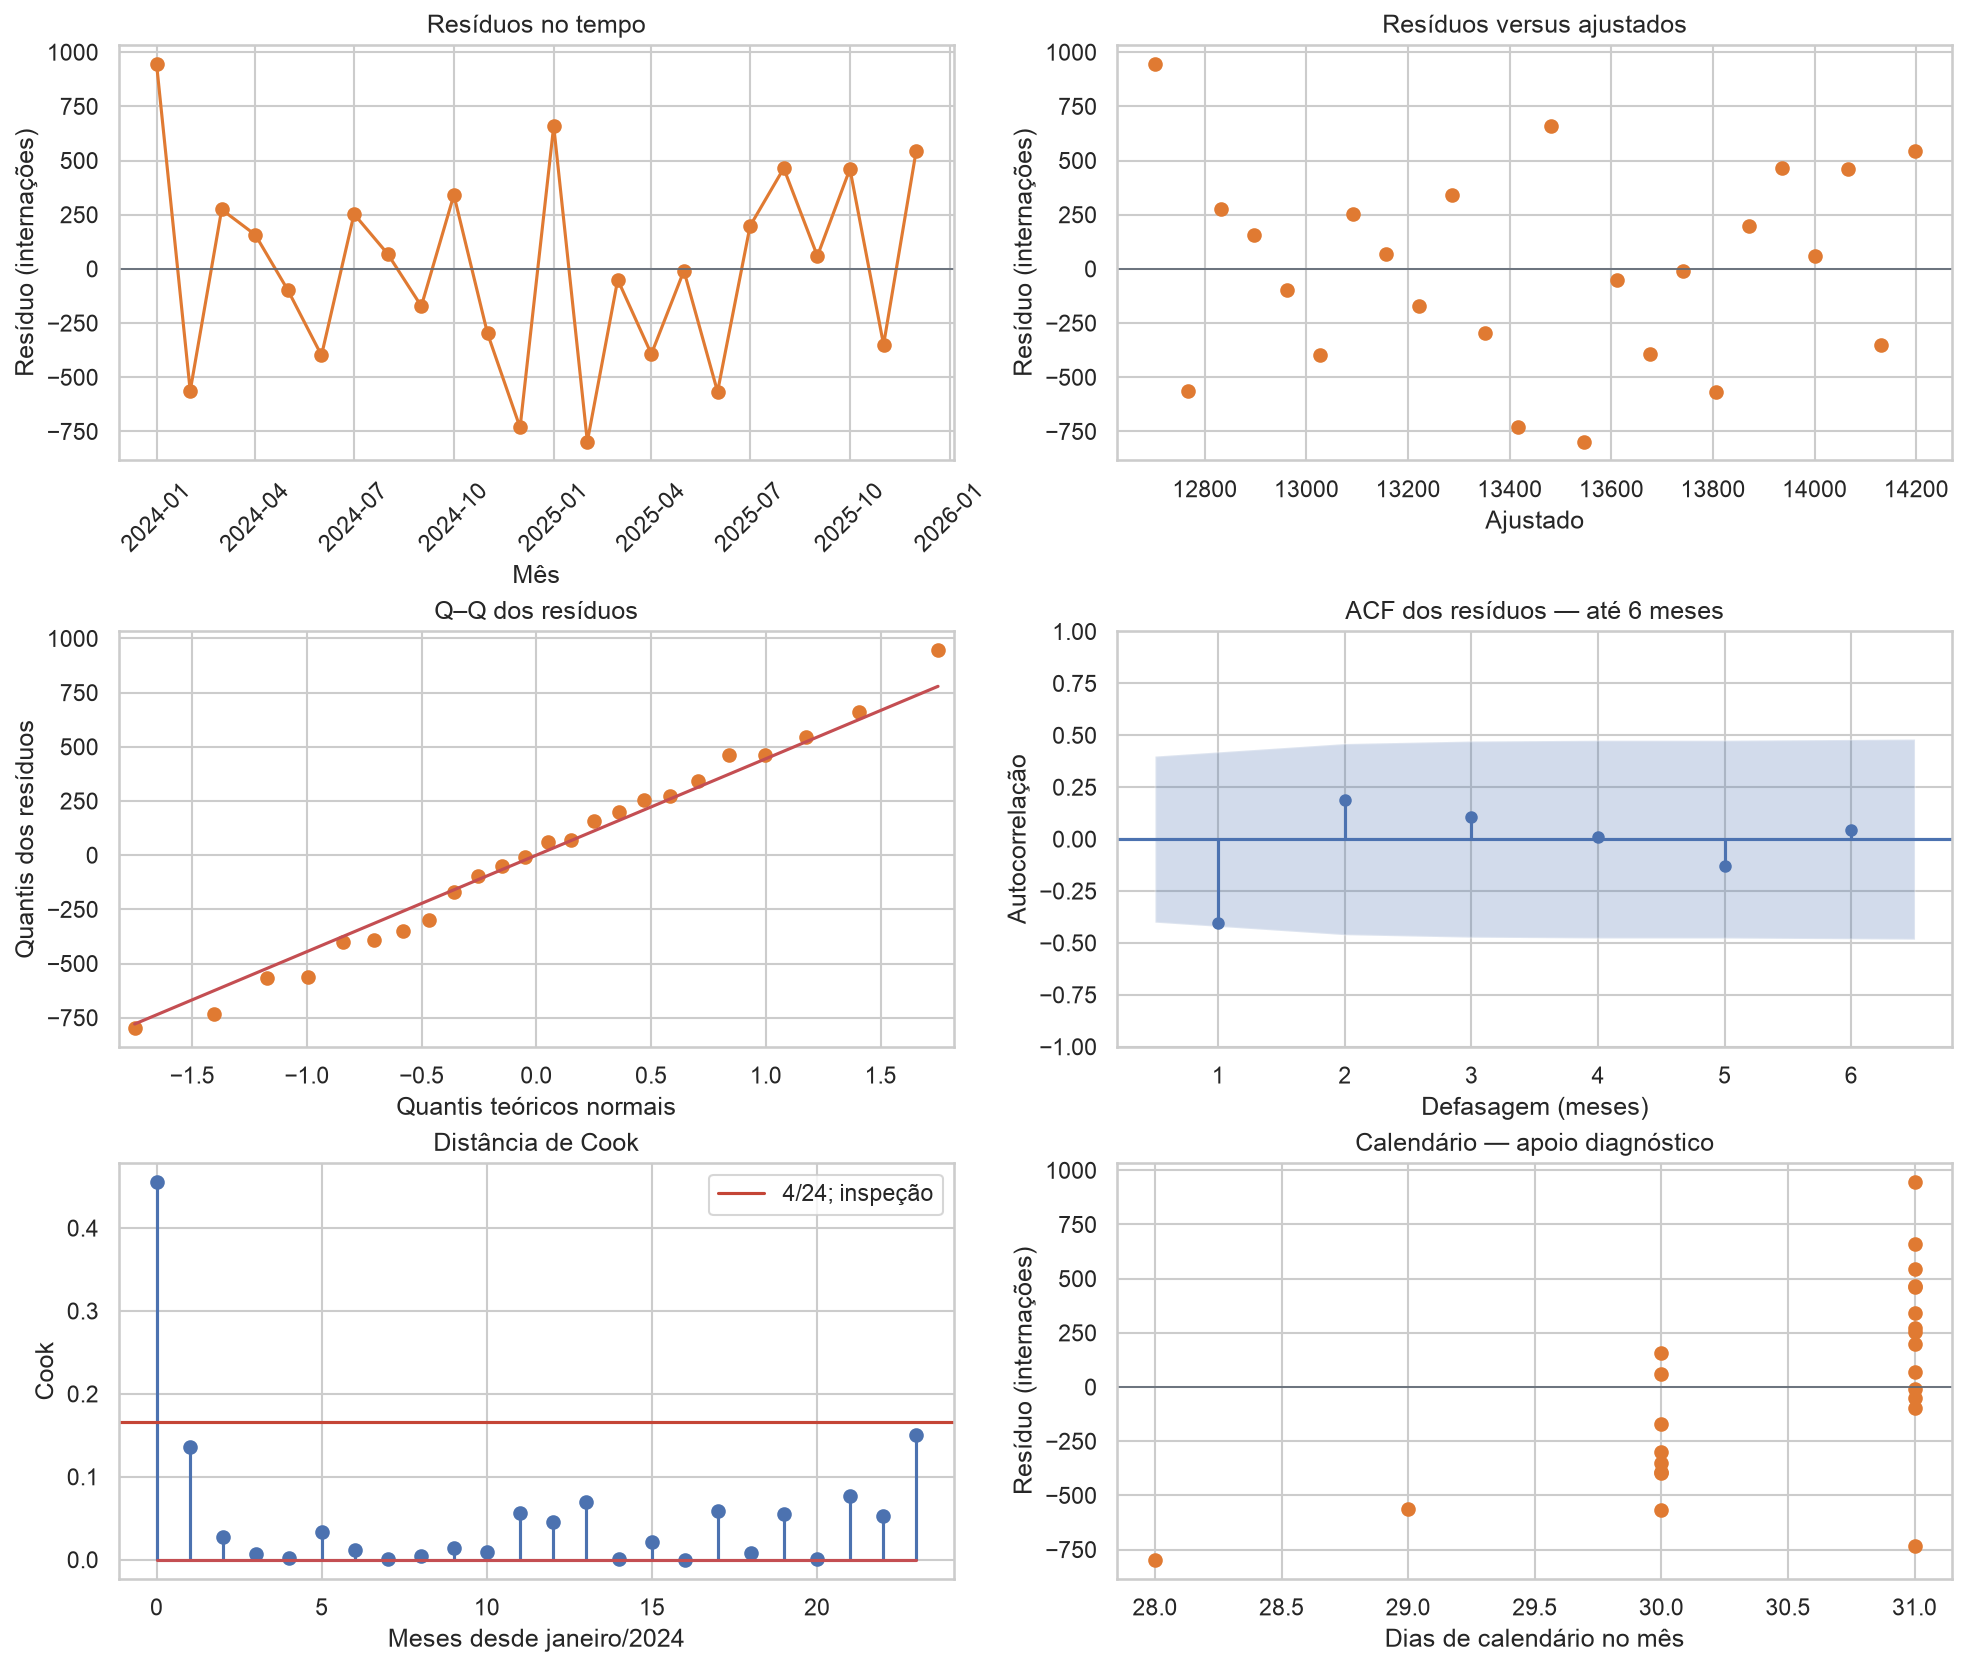 Resíduos no tempo
Resíduo (internações)
1000
750
500
250
0
−250
−500
−750
2024-01
2024-04
2024-07
2024-10
2025-01
2025-04
2025-07
2025-10
2026-01
Mês
Resíduos versus ajustados
Resíduo (internações)
1000
750
500
250
0
−250
−500
−750
12800 13000 13200 13400 13600 13800 14000 14200
Ajustado
Q–Q dos resíduos
Quantis dos resíduos
1000
750
500
250
0
−250
−500
−750
−1.5 −1.0 −0.5 0.0 0.5 1.0 1.5
Quantis teóricos normais
ACF dos resíduos — até 6 meses
Autocorrelação
1.00
0.75
0.50
0.25
0.00
−0.25
−0.50
−0.75
−1.00
1 2 3 4 5 6
Defasagem (meses)
Distância de Cook
4/24; inspeção
Cook
0.4
0.3
0.2
0.1
0.0
0 5 10 15 20
Meses desde janeiro/2024
Calendário — apoio diagnóstico
Resíduo (internações)
1000
750
500
250
0
−250
−500
−750
28.0 28.5 29.0 29.5 30.0 30.5 31.0
Dias de calendário no mês